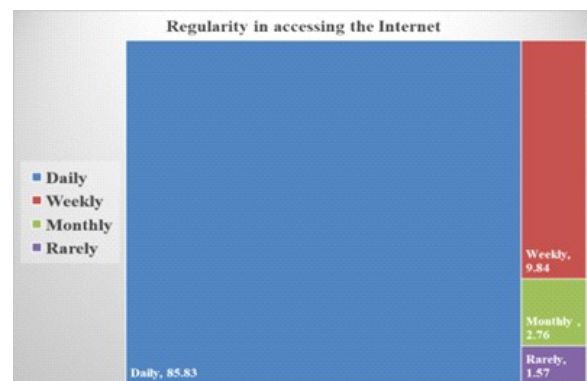 Regularity in accessing the Internet
Daily
Weekly
Monthly
Rarely
Daily, 85.83
Weekly,
9.84
Monthly ,
2.76
Rarely,
1.57